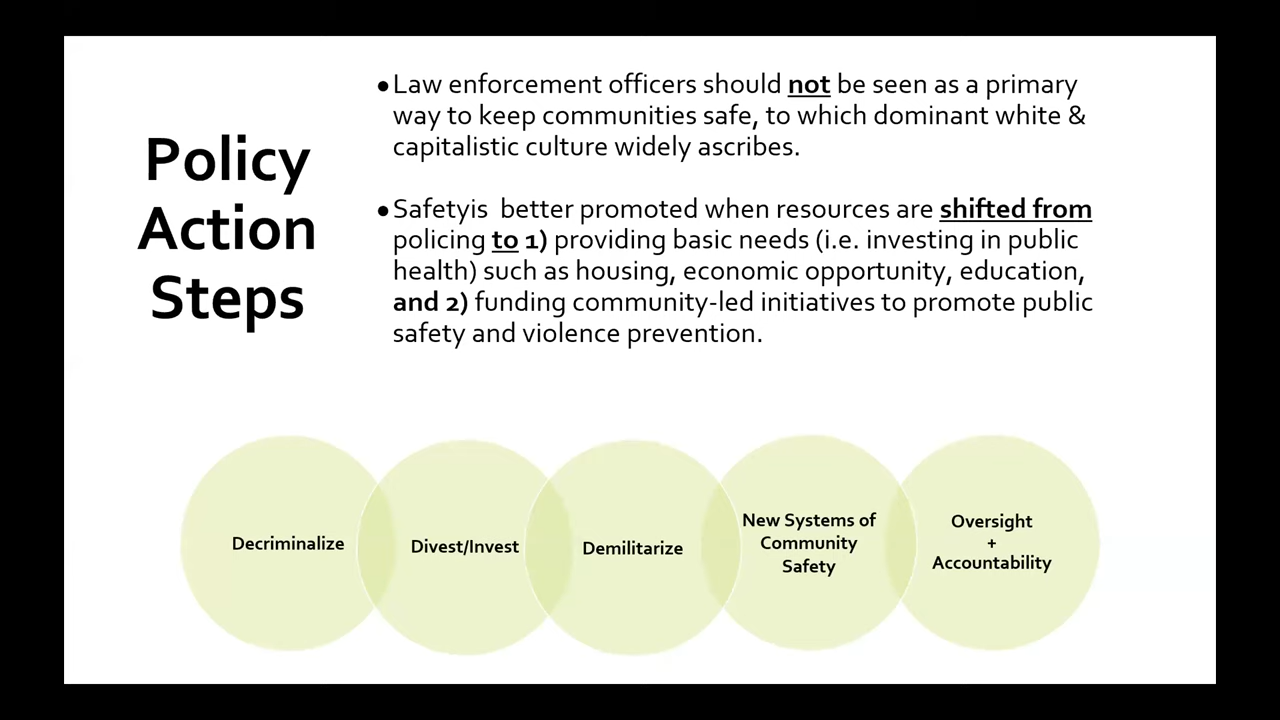 Policy
Action
Steps
•Law enforcement officers should not be seen as a primary
way to keep communities safe, to which dominant white &
capitalistic culture widely ascribes.
•Safetyis  better promoted when resources are shifted from
policing to 1) providing basic needs (i.e. investing in public
health) such as housing, economic opportunity, education,
and 2) funding community-led initiatives to promote public
safety and violence prevention.
Decriminalize
Divest/Invest
Demilitarize
New Systems of
Community
Safety
Oversight
+
Accountability